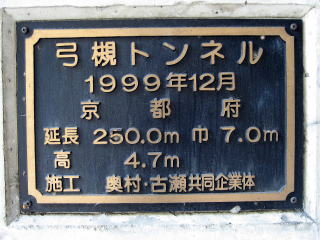 弓槻トンネル
1999年12月
京都府
延長 250.0m 巾 7.0m
高 4.7m
施工 奥村・古瀬共同企業体